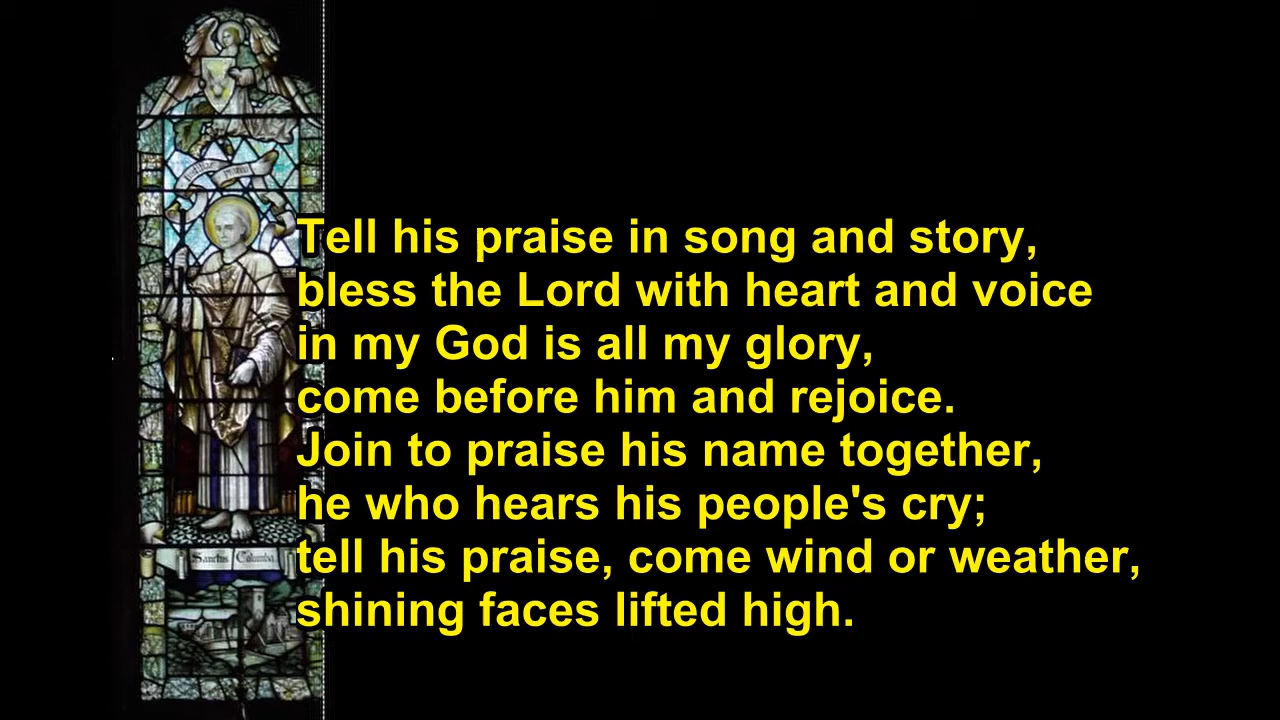 Tell his praise in song and story,
bless the Lord with heart and voice
in my God is all my glory,
come before him and rejoice.
Join to praise his name together,
he who hears his people's cry;
tell his praise, come wind or weather,
shining faces lifted high.
Sanctus Columba